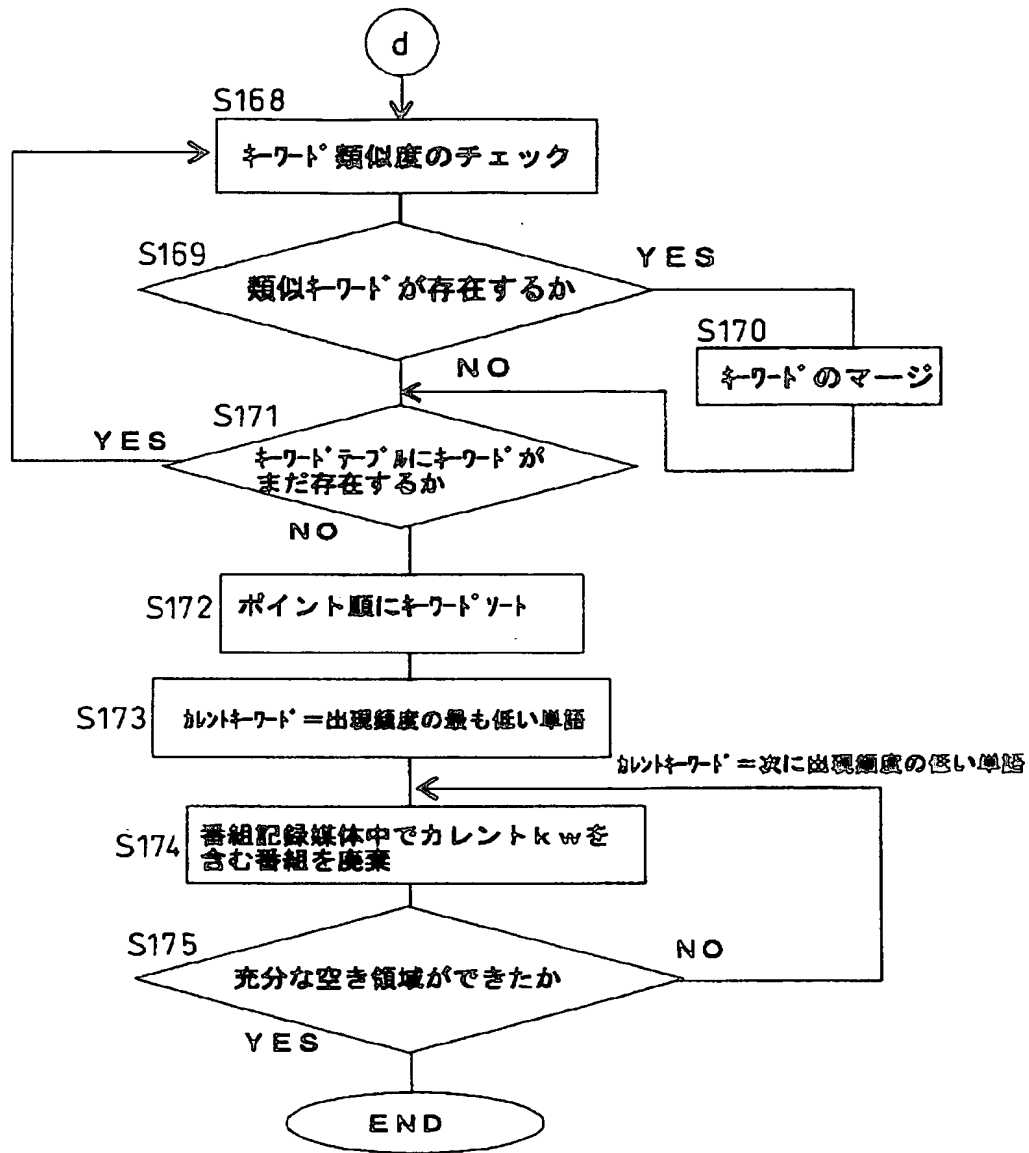 d
S168
キーワード類似度のチェック
S169
YES
類似キーワードが存在するか
S170
キーワードのマージ
NO
S171
YES
キーワードテーブルにキーワードが
まだ存在するか
NO
S172
ポイント順にキーワードソート
S173
カレントキーワード=出現頻度の最も低い単語
カレントキーワード=次に出現頻度の低い単語
S174
番組記録媒体中でカレントkwを
含む番組を廃棄
S175
NO
充分な空き領域ができたか
YES
END